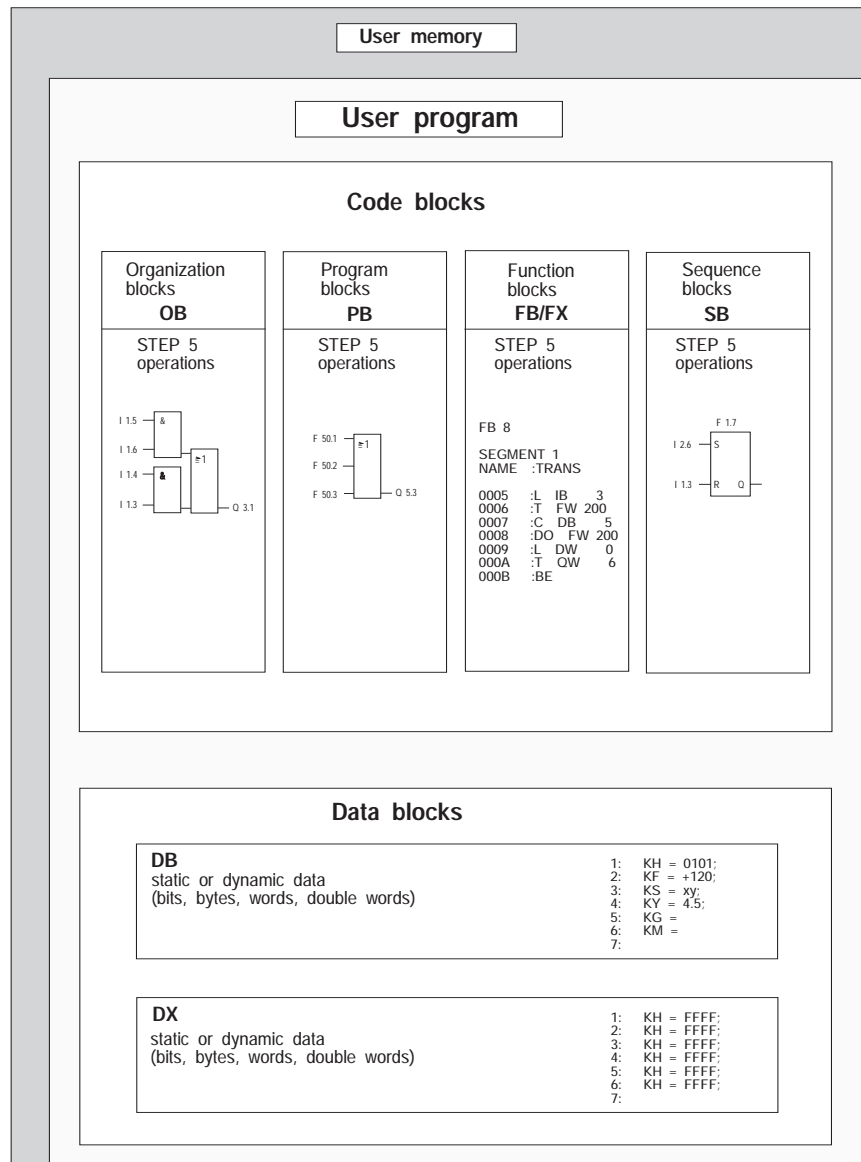 User memory
User program
Code blocks
Organization
blocks
OB
STEP 5
operations
I 1.5
&
I 1.6
≥1
I 1.4
&
I 1.3
Q 3.1
Program
blocks
PB
STEP 5
operations
F 50.1
≥1
F 50.2
F 50.3
Q 5.3
Function
blocks
FB/FX
STEP 5
operations
FB 8
SEGMENT 1
NAME :TRANS
0005 :L IB 3
0006 :T FW 200
0007 :C DB 5
0008 :DO FW 200
0009 :L DW 0
000A :T QW 6
000B :BE
Sequence
blocks
SB
STEP 5
operations
F 1.7
I 2.6 S
I 1.3 R Q
Data blocks
DB
static or dynamic data
(bits, bytes, words, double words)
1: KH = 0101;
2: KF = +120;
3: KS = xy;
4: KY = 4.5;
5: KG =
6: KM =
7:
DX
static or dynamic data
(bits, bytes, words, double words)
1: KH = FFFF;
2: KH = FFFF;
3: KH = FFFF;
4: KH = FFFF;
5: KH = FFFF;
6: KH = FFFF;
7: